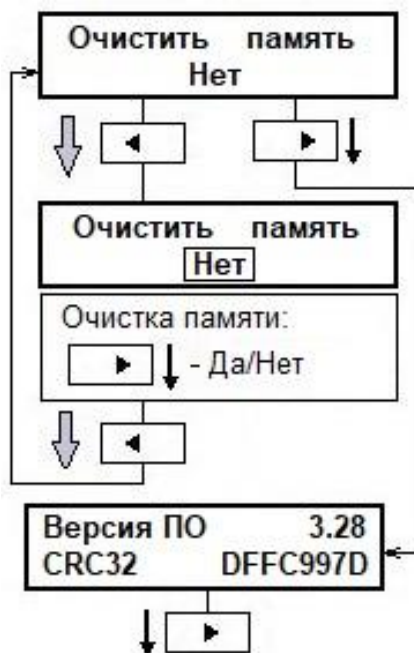 Очистить память
Нет
Очистить память
Нет
Очистка памяти:
- Да/Нет
Версия ПО 3.28
CRC32 DFFC997D